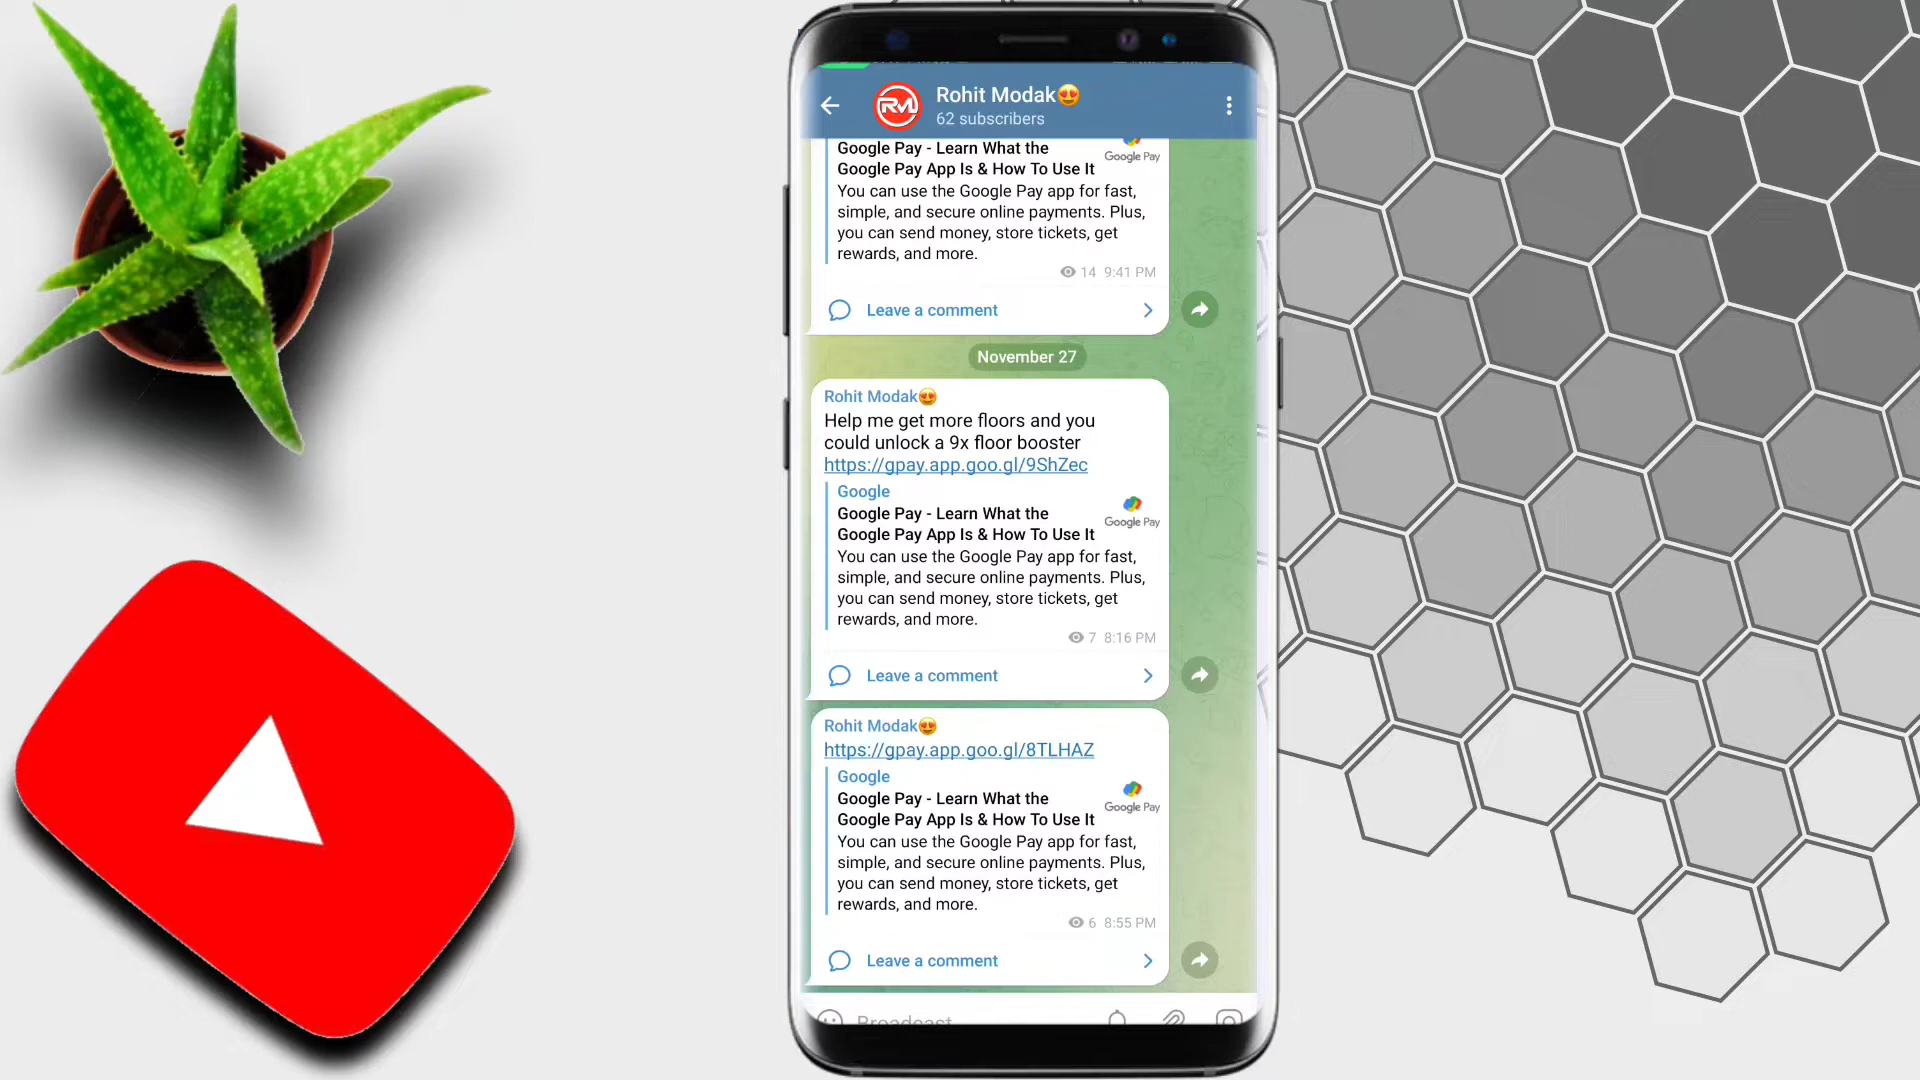 Rohit Modak😍
62 subscribers
Google Pay - Learn What the
Google Pay App Is & How To Use It
You can use the Google Pay app for fast,
simple, and secure online payments. Plus,
you can send money, store tickets, get
rewards, and more.
Google Pay
14 9:41 PM
Leave a comment
November 27
Rohit Modak😍
Help me get more floors and you
could unlock a 9x floor booster
https://gpay.app.goo.gl/9ShZec
Google
Google Pay - Learn What the
Google Pay App Is & How To Use It
You can use the Google Pay app for fast,
simple, and secure online payments. Plus,
you can send money, store tickets, get
rewards, and more.
Google Pay
7 8:16 PM
Leave a comment
Rohit Modak😍
https://gpay.app.goo.gl/8TLHAZ
Google
Google Pay - Learn What the
Google Pay App Is & How To Use It
You can use the Google Pay app for fast,
simple, and secure online payments. Plus,
you can send money, store tickets, get
rewards, and more.
Google Pay
6 8:55 PM
Leave a comment
Broadcast